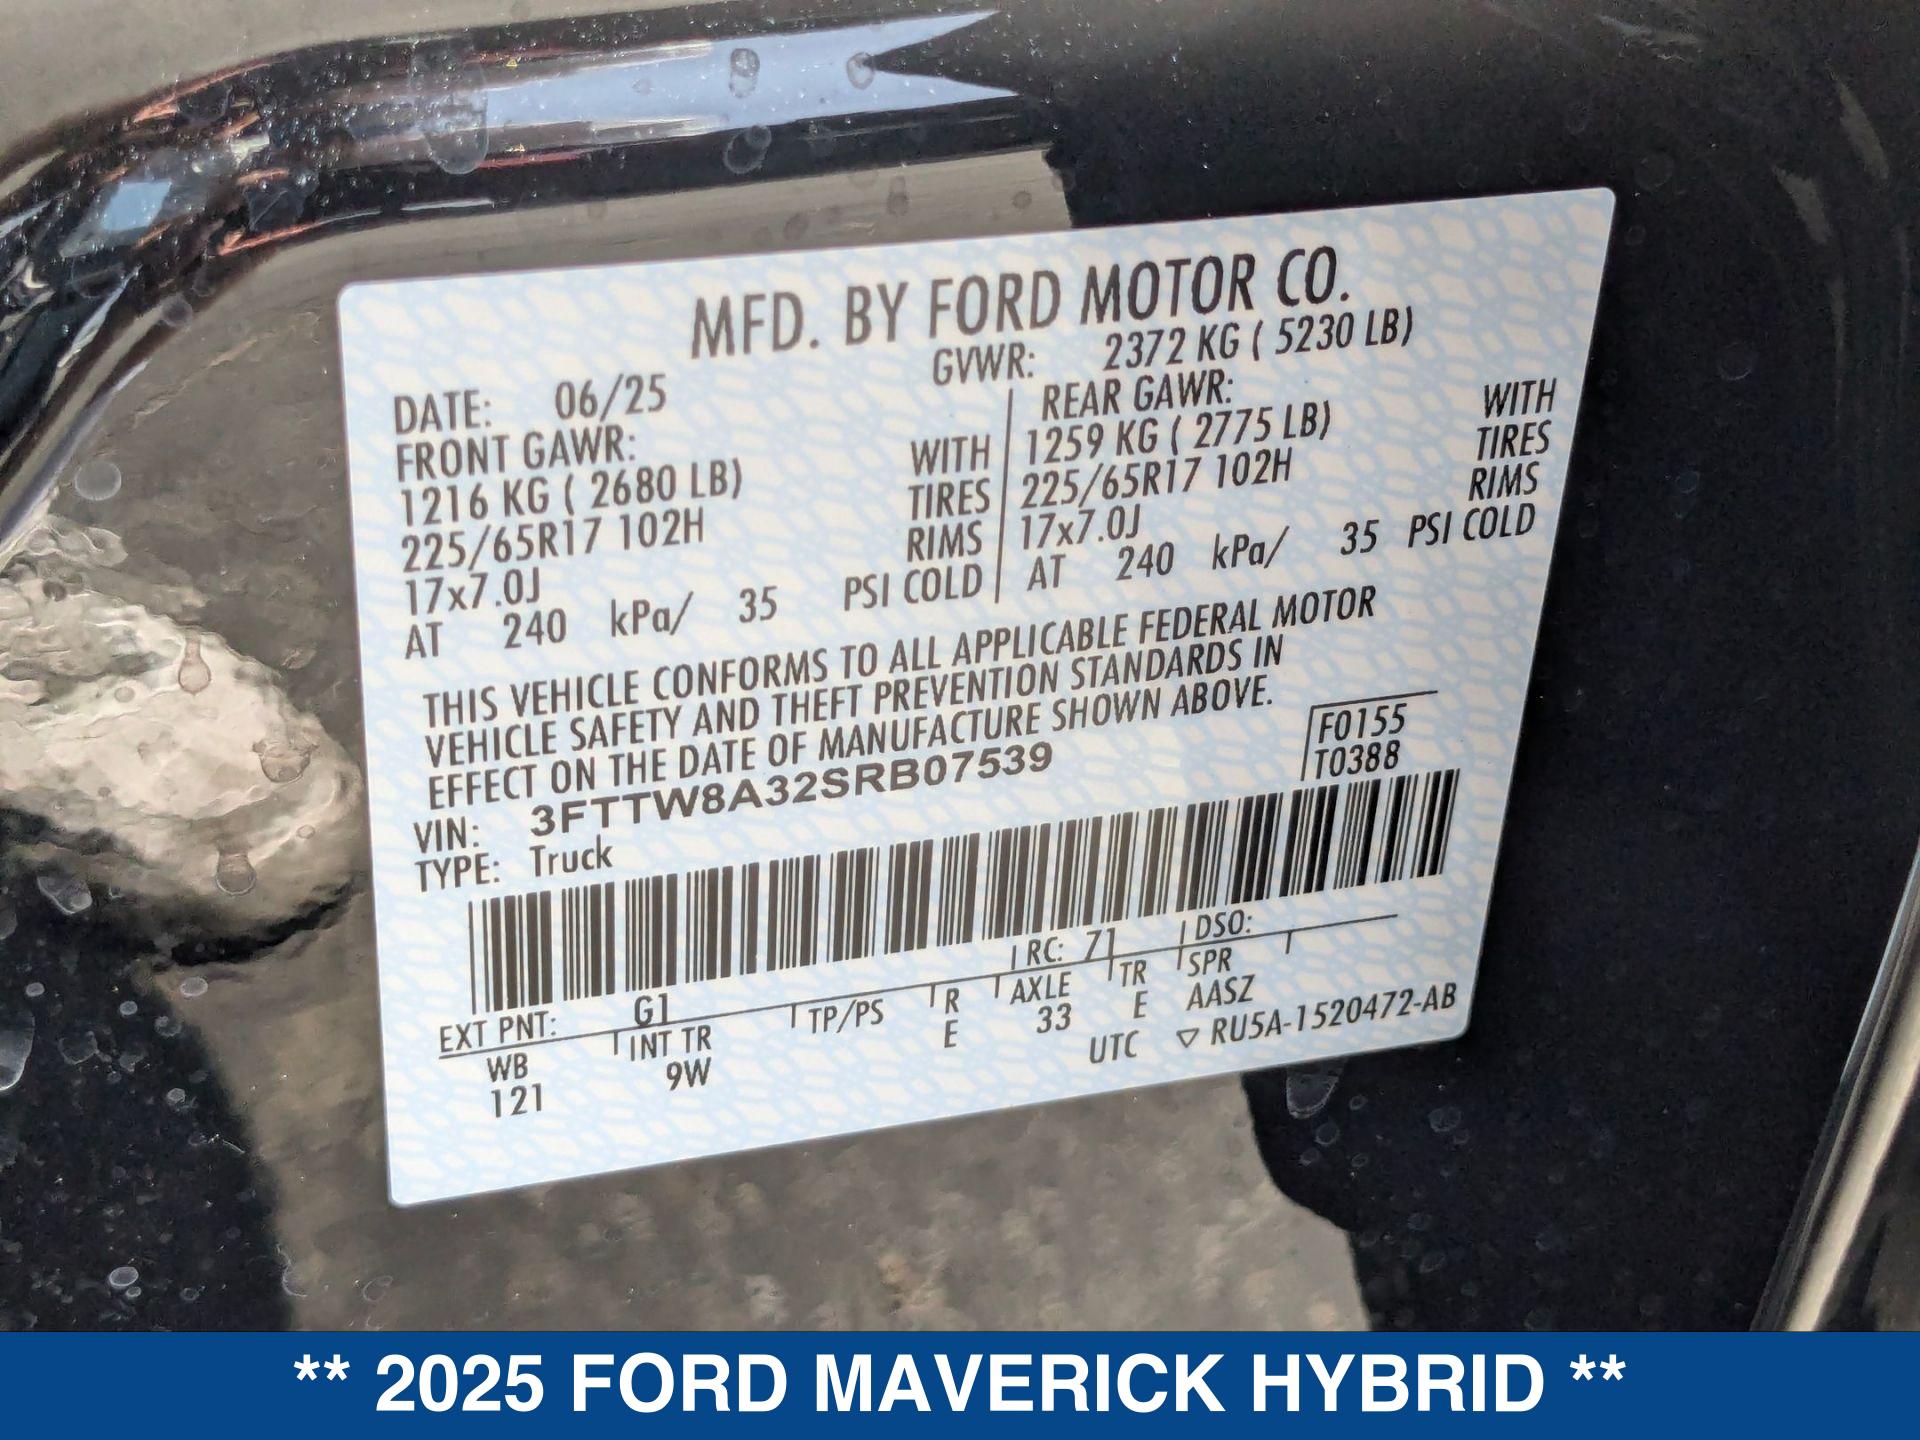 MFD. BY FORD MOTOR CO.
DATE: 06/25
GVWR: 2372 KG ( 5230 LB)
FRONT GAWR:
1216 KG ( 2680 LB) WITH
225/65R17 102H TIRES
17x7.0J RIMS
AT 240 kPa/ 35 PSI COLD
REAR GAWR:
1259 KG ( 2775 LB) WITH
225/65R17 102H TIRES
17x7.0J RIMS
AT 240 kPa/ 35 PSI COLD
THIS VEHICLE CONFORMS TO ALL APPLICABLE FEDERAL MOTOR
VEHICLE SAFETY AND THEFT PREVENTION STANDARDS IN
EFFECT ON THE DATE OF MANUFACTURE SHOWN ABOVE.
F0155
T0388
VIN: 3FTTW8A32SRB07539
TYPE: Truck
EXT PNT: G1 RC: 71 DSO:
WB INT TR TP/PS R AXLE TR SPR
121 9W E 33 E AASZ
UTC ▽ RU5A-1520472-AB
** 2025 FORD MAVERICK HYBRID **